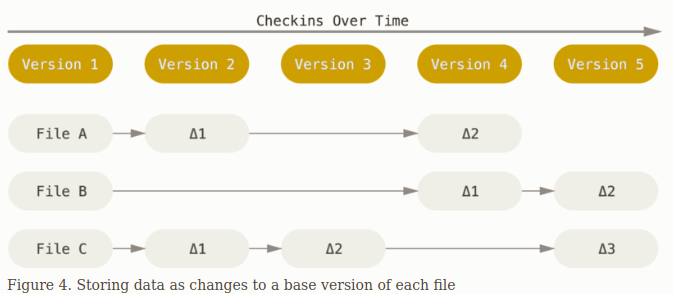 Checkins Over Time
Version 1 Version 2 Version 3 Version 4 Version 5
File A Δ1 Δ2
File B Δ1 Δ2
File C Δ1 Δ2 Δ3
Figure 4. Storing data as changes to a base version of each file